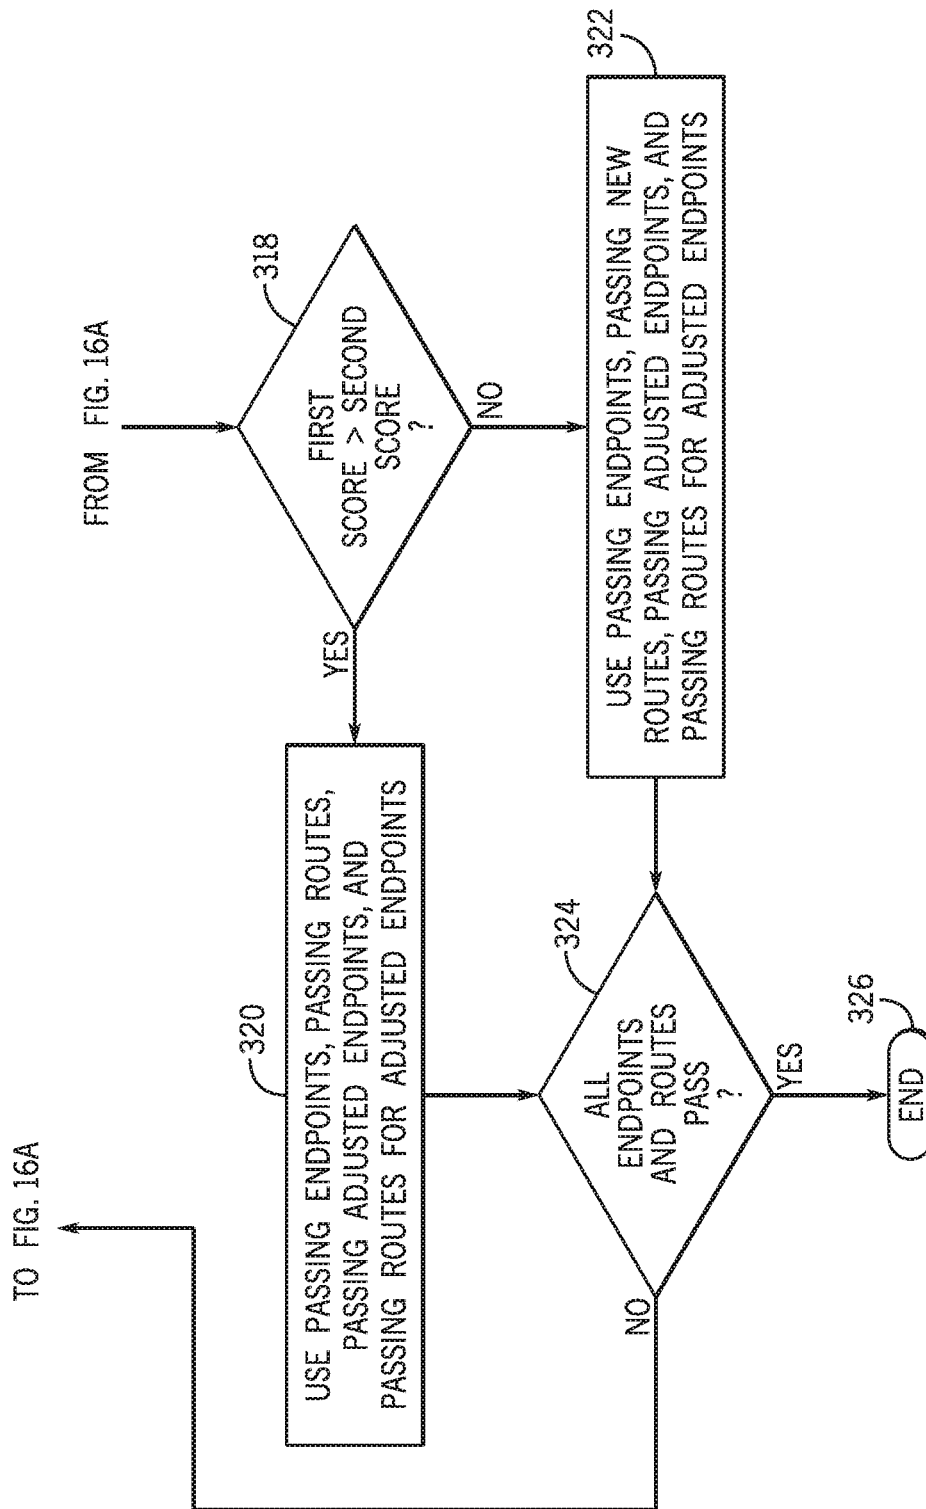 FROM FIG. 16A
318
FIRST
SCORE > SECOND
SCORE
?
YES
NO
320
USE PASSING ENDPOINTS, PASSING ROUTES,
PASSING ADJUSTED ENDPOINTS, AND
PASSING ROUTES FOR ADJUSTED ENDPOINTS
322
USE PASSING ENDPOINTS, PASSING NEW
ROUTES, PASSING ADJUSTED ENDPOINTS, AND
PASSING ROUTES FOR ADJUSTED ENDPOINTS
324
ALL
ENDPOINTS
AND ROUTES
PASS
?
NO
YES
TO FIG. 16A
326
END